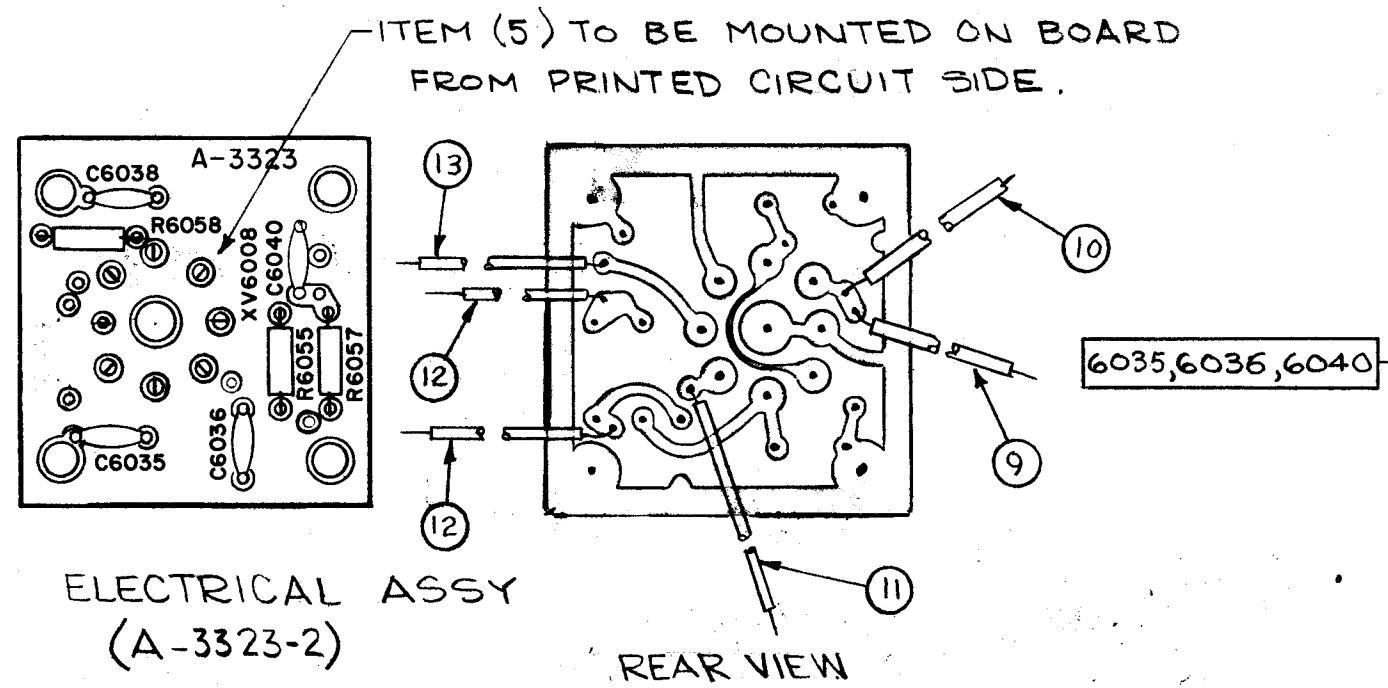 ITEM (5) TO BE MOUNTED ON BOARD
FROM PRINTED CIRCUIT SIDE.
A-3323
C6038
R6058
XV6008
C6040
R6055
R6057
C6036
C6035
13
12
12
10
9
11
6035,6036,6040
ELECTRICAL ASSY
(A-3323-2)
REAR VIEW